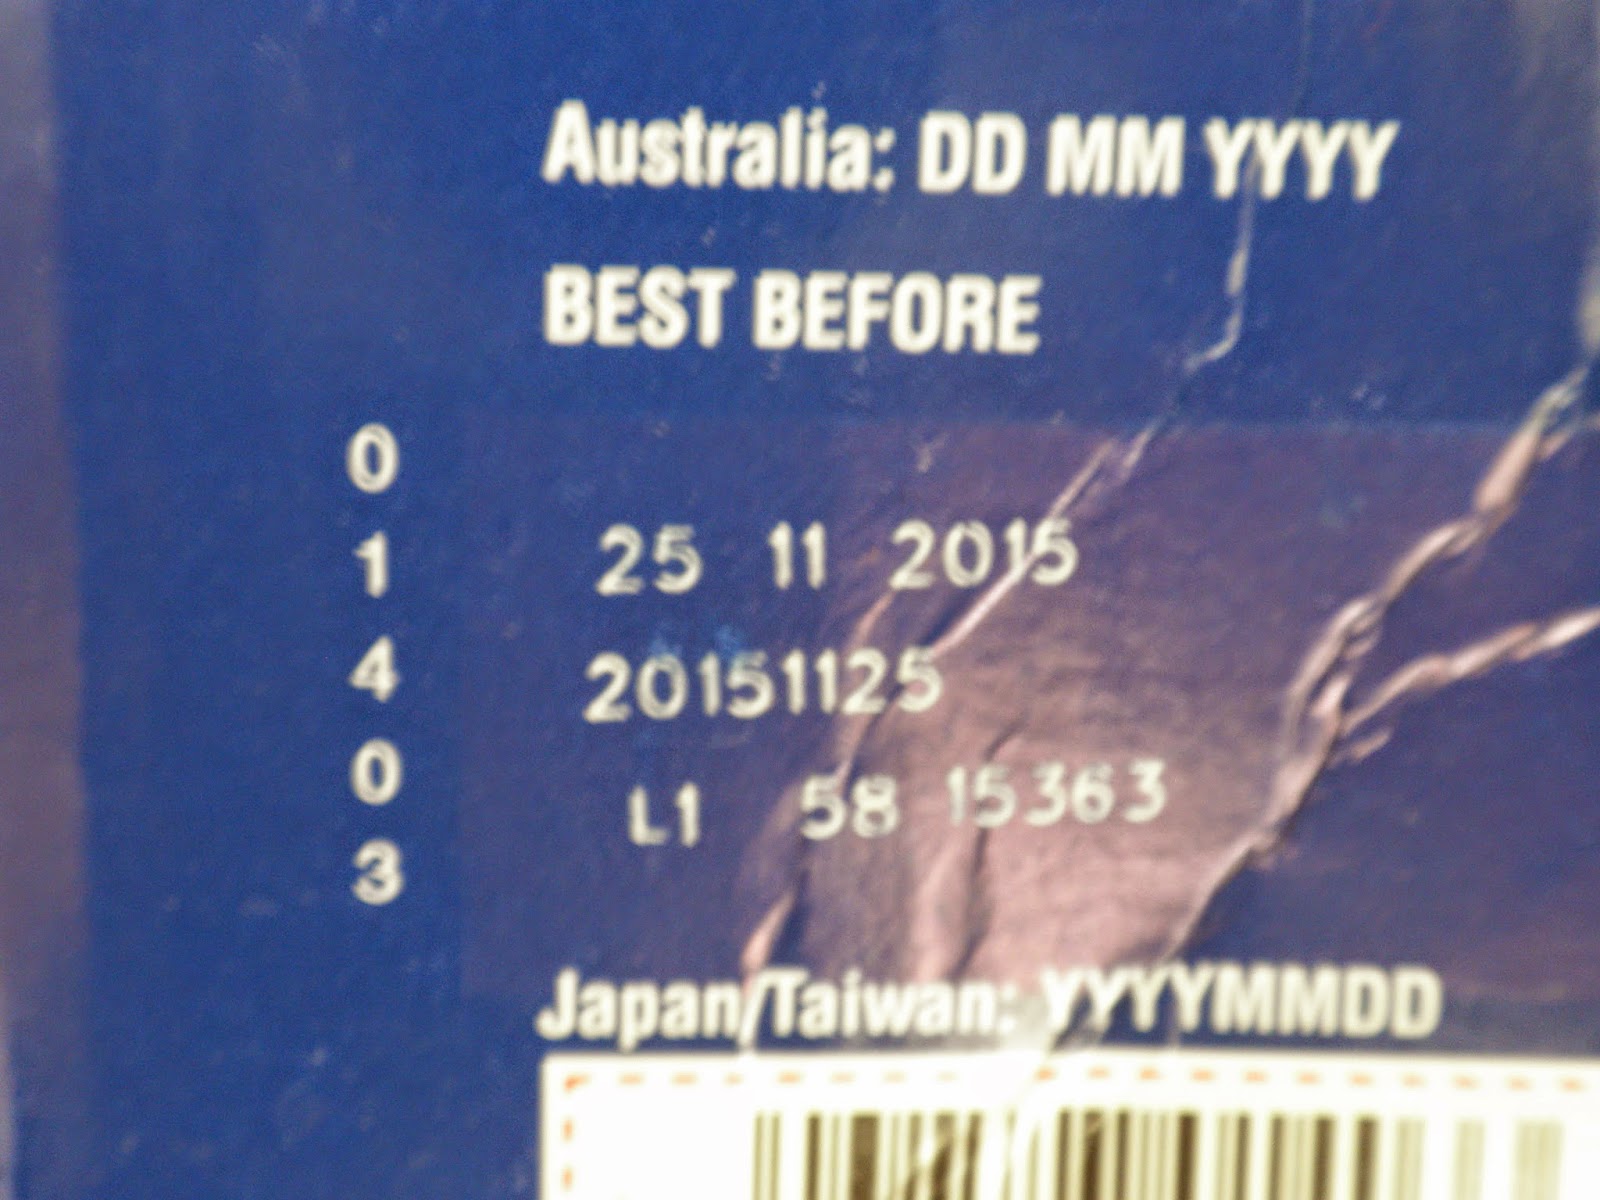 Australia: DD MM YYYY
BEST BEFORE
0
1
4
0
3
25 11 2015
20151125
L1 58 15363
Japan/Taiwan: YYYYMMDD